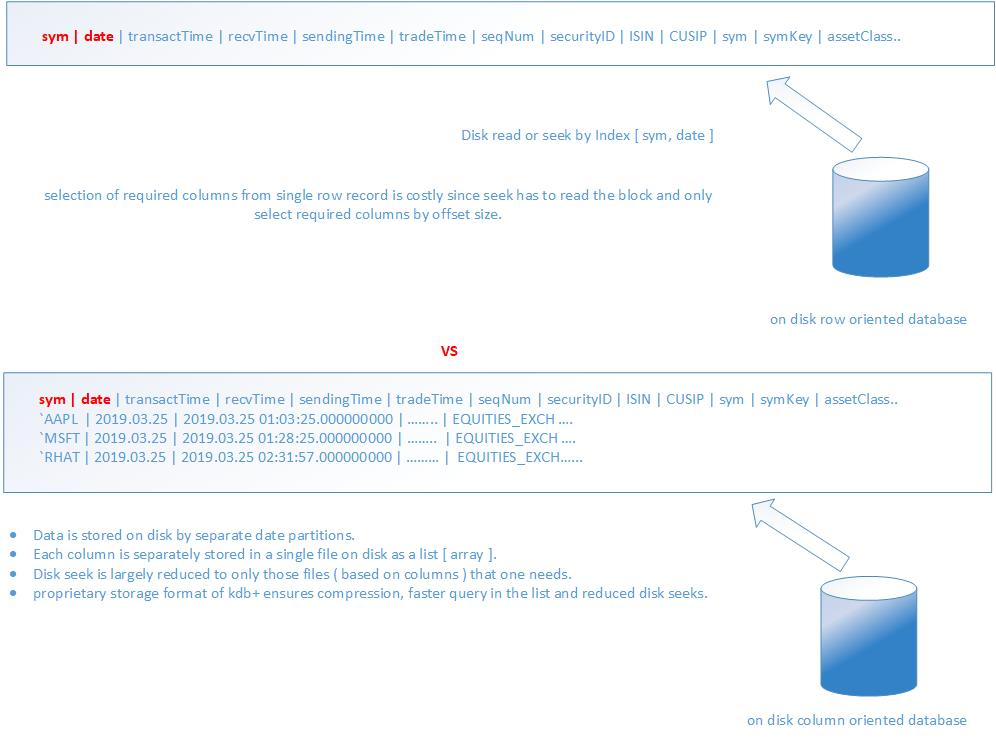 sym | date | transactTime | recvTime | sendingTime | tradeTime | seqNum | securityID | ISIN | CUSIP | sym | symKey | assetClass..
Disk read or seek by Index [ sym, date ]
selection of required columns from single row record is costly since seek has to read the block and only
select required columns by offset size.
on disk row oriented database
VS
sym | date | transactTime | recvTime | sendingTime | tradeTime | seqNum | securityID | ISIN | CUSIP | sym | symKey | assetClass..
`AAPL | 2019.03.25 | 2019.03.25 01:03:25.000000000 | ........ | EQUITIES_EXCH ....
`MSFT | 2019.03.25 | 2019.03.25 01:28:25.000000000 | ........ | EQUITIES_EXCH ....
`RHAT | 2019.03.25 | 2019.03.25 02:31:57.000000000 | ......... | EQUITIES_EXCH......
• Data is stored on disk by separate date partitions.
• Each column is separately stored in a single file on disk as a list [ array ].
• Disk seek is largely reduced to only those files ( based on columns ) that one needs.
• proprietary storage format of kdb+ ensures compression, faster query in the list and reduced disk seeks.
on disk column oriented database